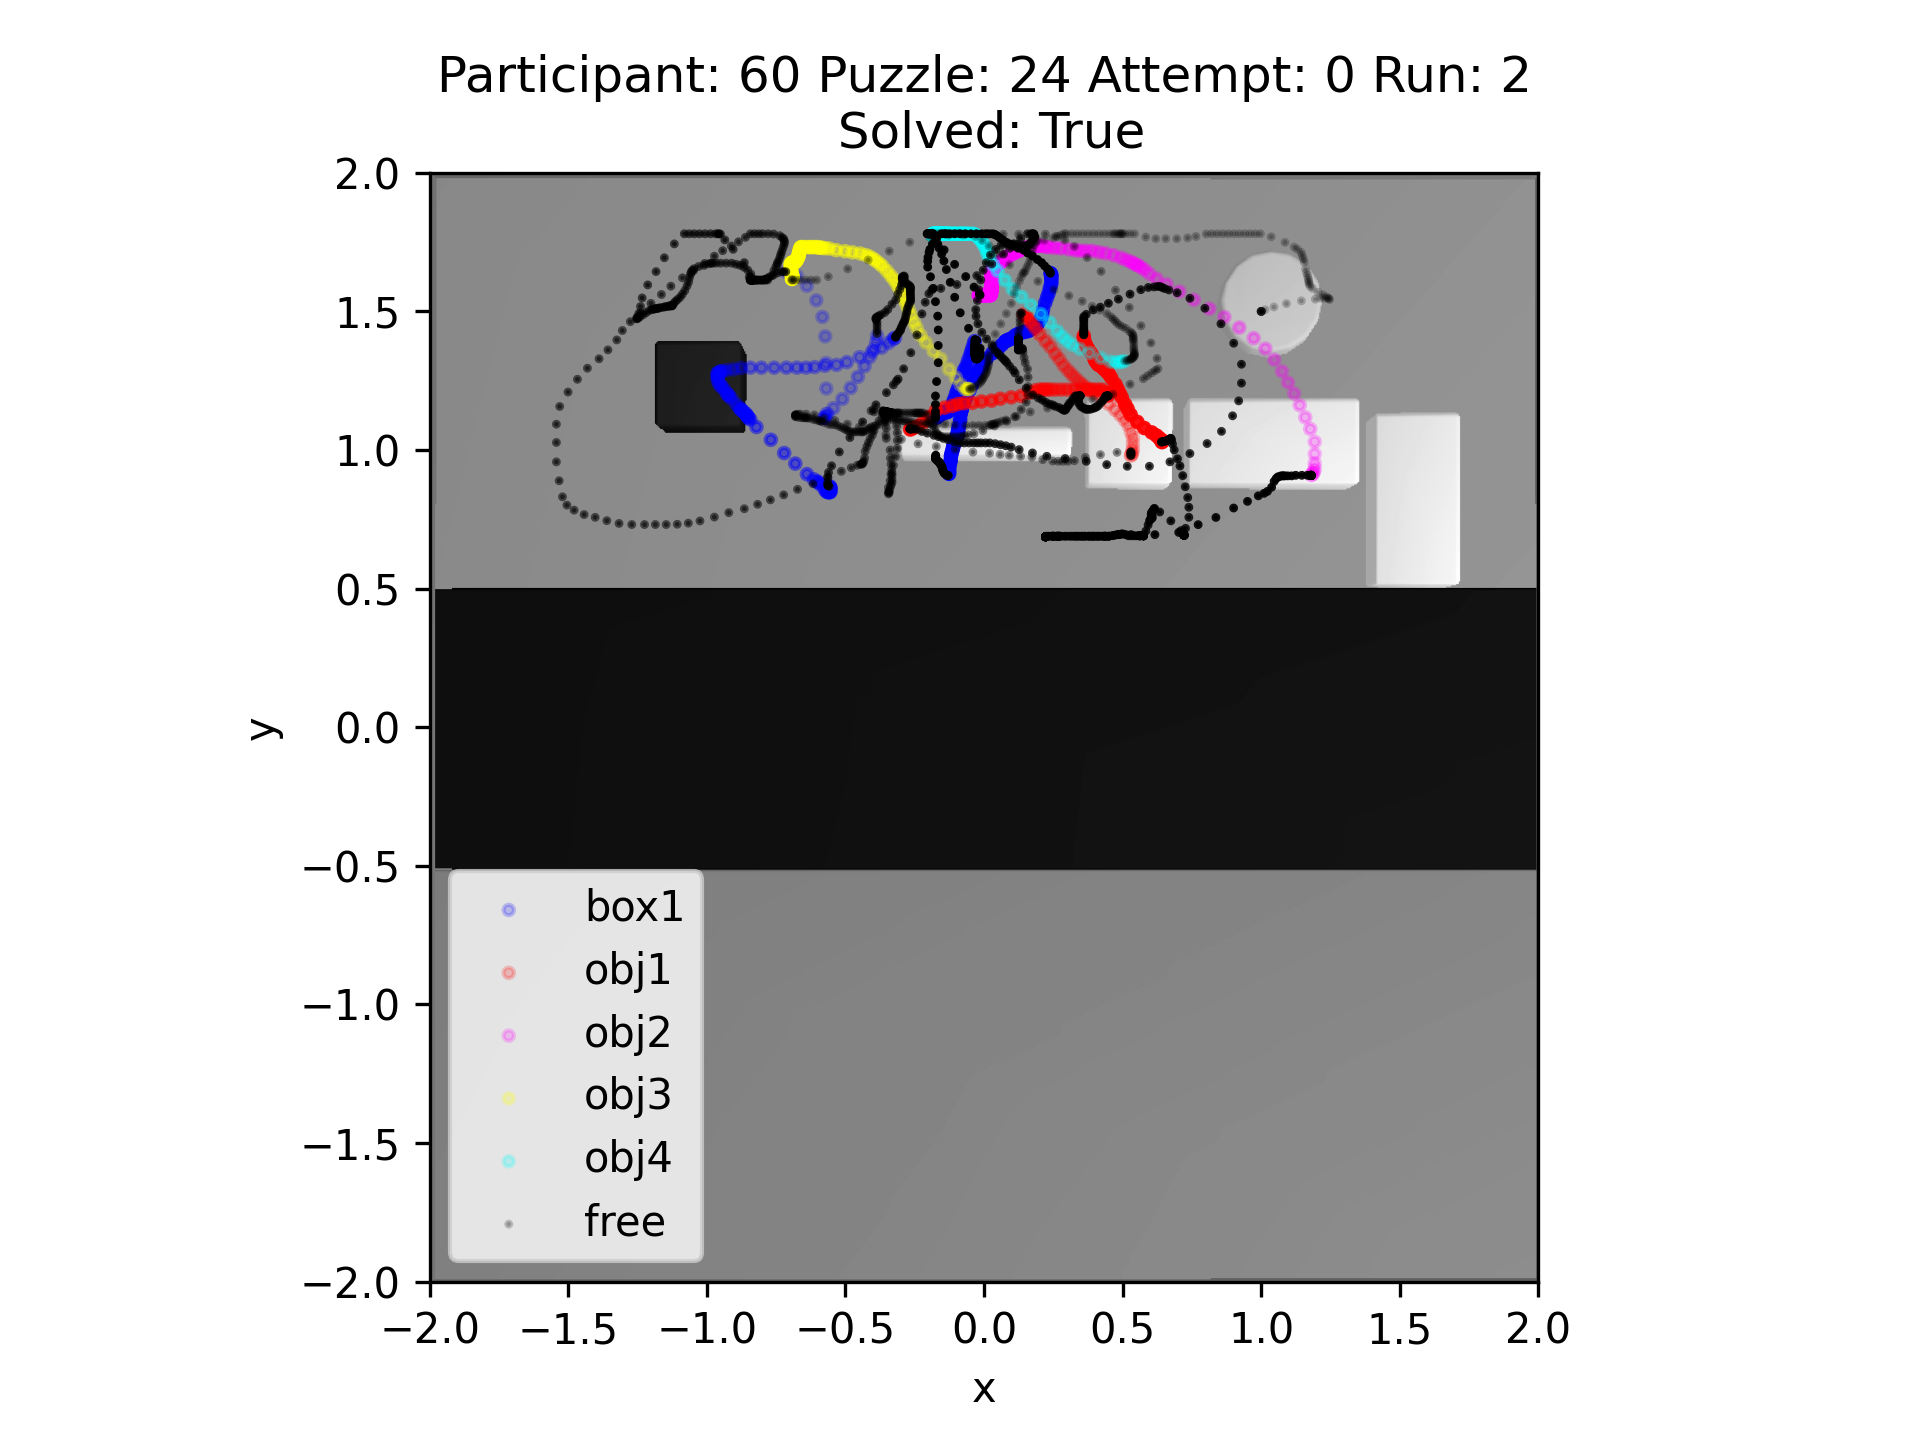 Participant: 60 Puzzle: 24 Attempt: 0 Run: 2
Solved: True
2.0
1.5
1.0
0.5
0.0
−0.5
−1.0
−1.5
−2.0
y
box1
obj1
obj2
obj3
obj4
free
−2.0 −1.5 −1.0 −0.5 0.0 0.5 1.0 1.5 2.0
x